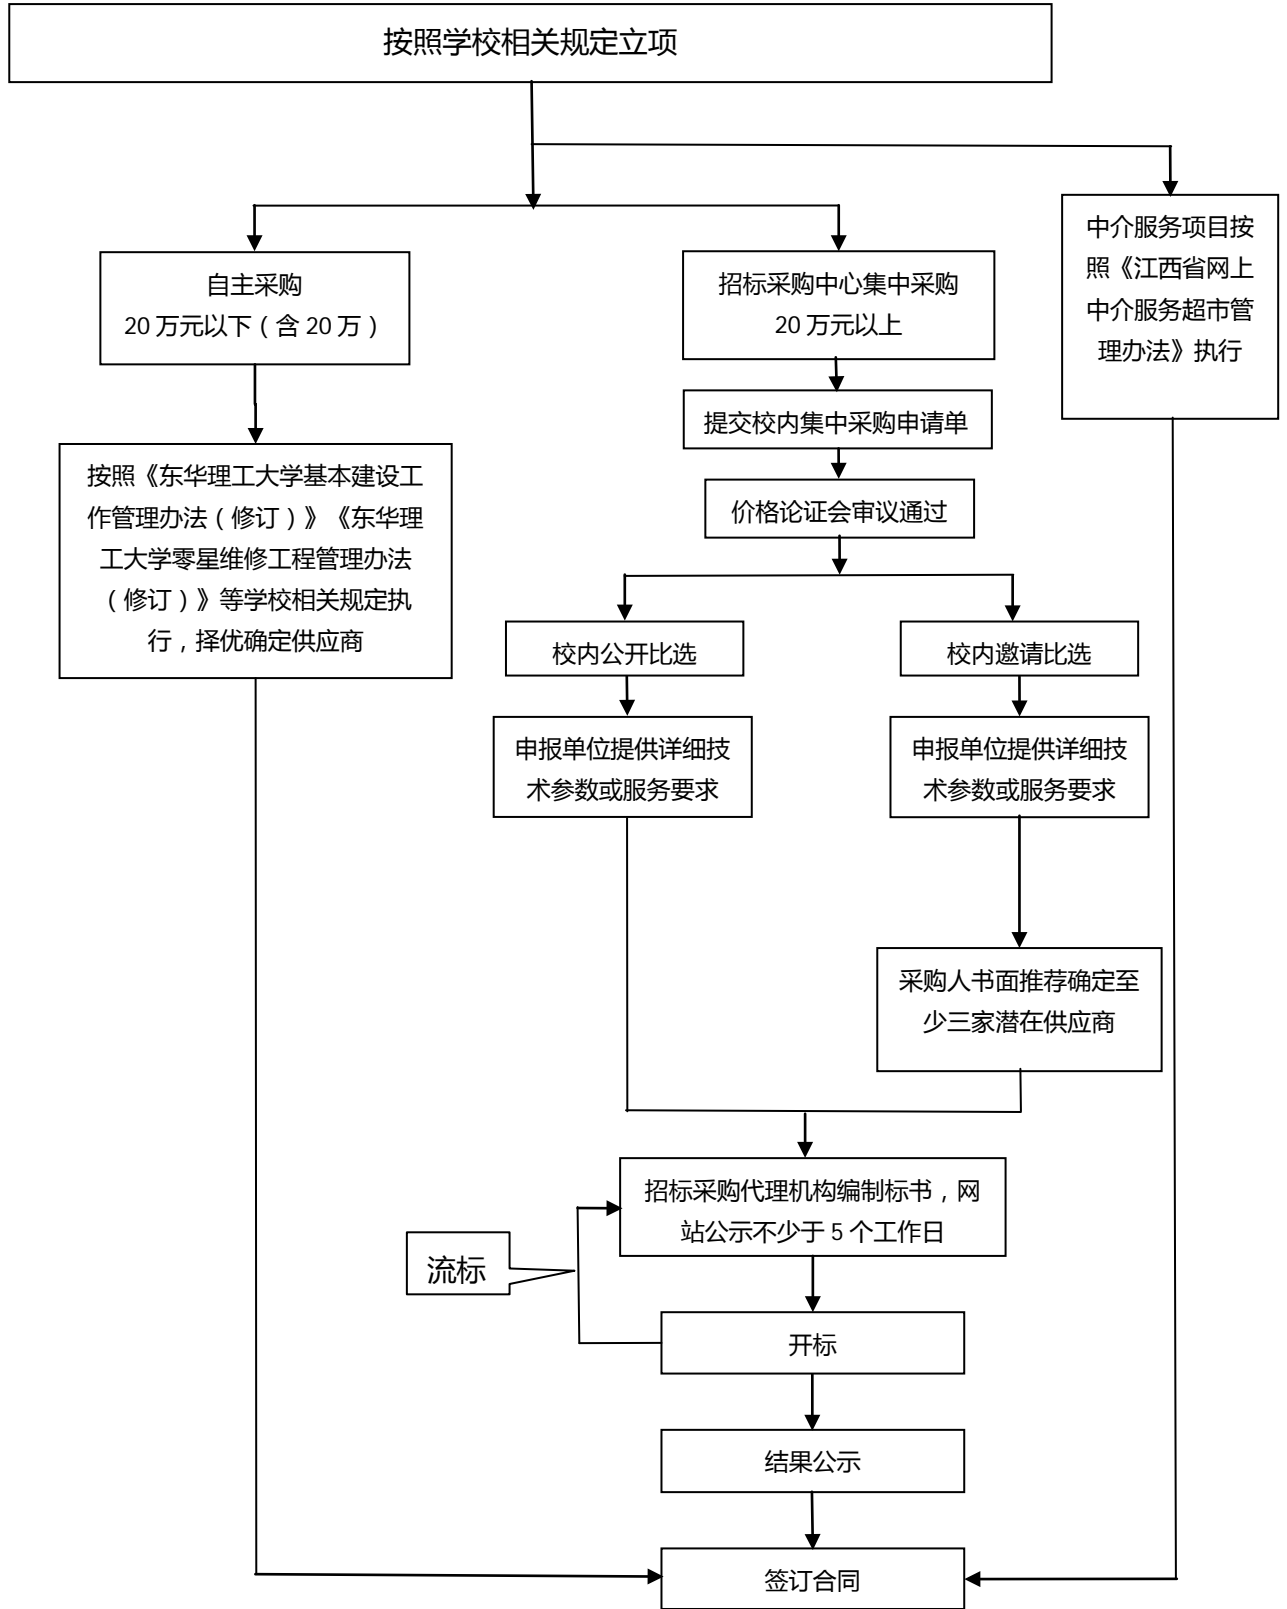 按照学校相关规定立项
自主采购
20 万元以下（含 20 万）
招标采购中心集中采购
20 万元以上
中介服务项目按
照《江西省网上
中介服务超市管
理办法》执行
提交校内集中采购申请单
按照《东华理工大学基本建设工
作管理办法（修订）》《东华理
工大学零星维修工程管理办法
（修订）》等学校相关规定执
行，择优确定供应商
价格论证会审议通过
校内公开比选
校内邀请比选
申报单位提供详细技
术参数或服务要求
申报单位提供详细技
术参数或服务要求
采购人书面推荐确定至
少三家潜在供应商
招标采购代理机构编制标书，网
站公示不少于 5 个工作日
流标
开标
结果公示
签订合同